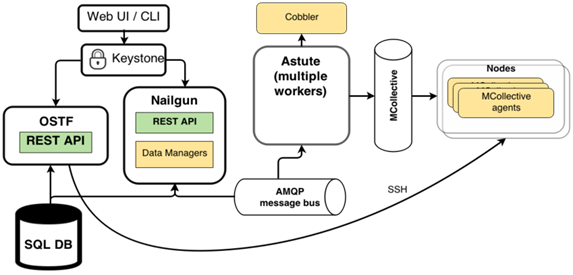 Web UI / CLI
Keystone
OSTF
REST API
Nailgun
REST API
Data Managers
SQL DB
Cobbler
Astute
(multiple
workers)
AMQP
message bus
MCollective
Nodes
MCollective
agents
SSH